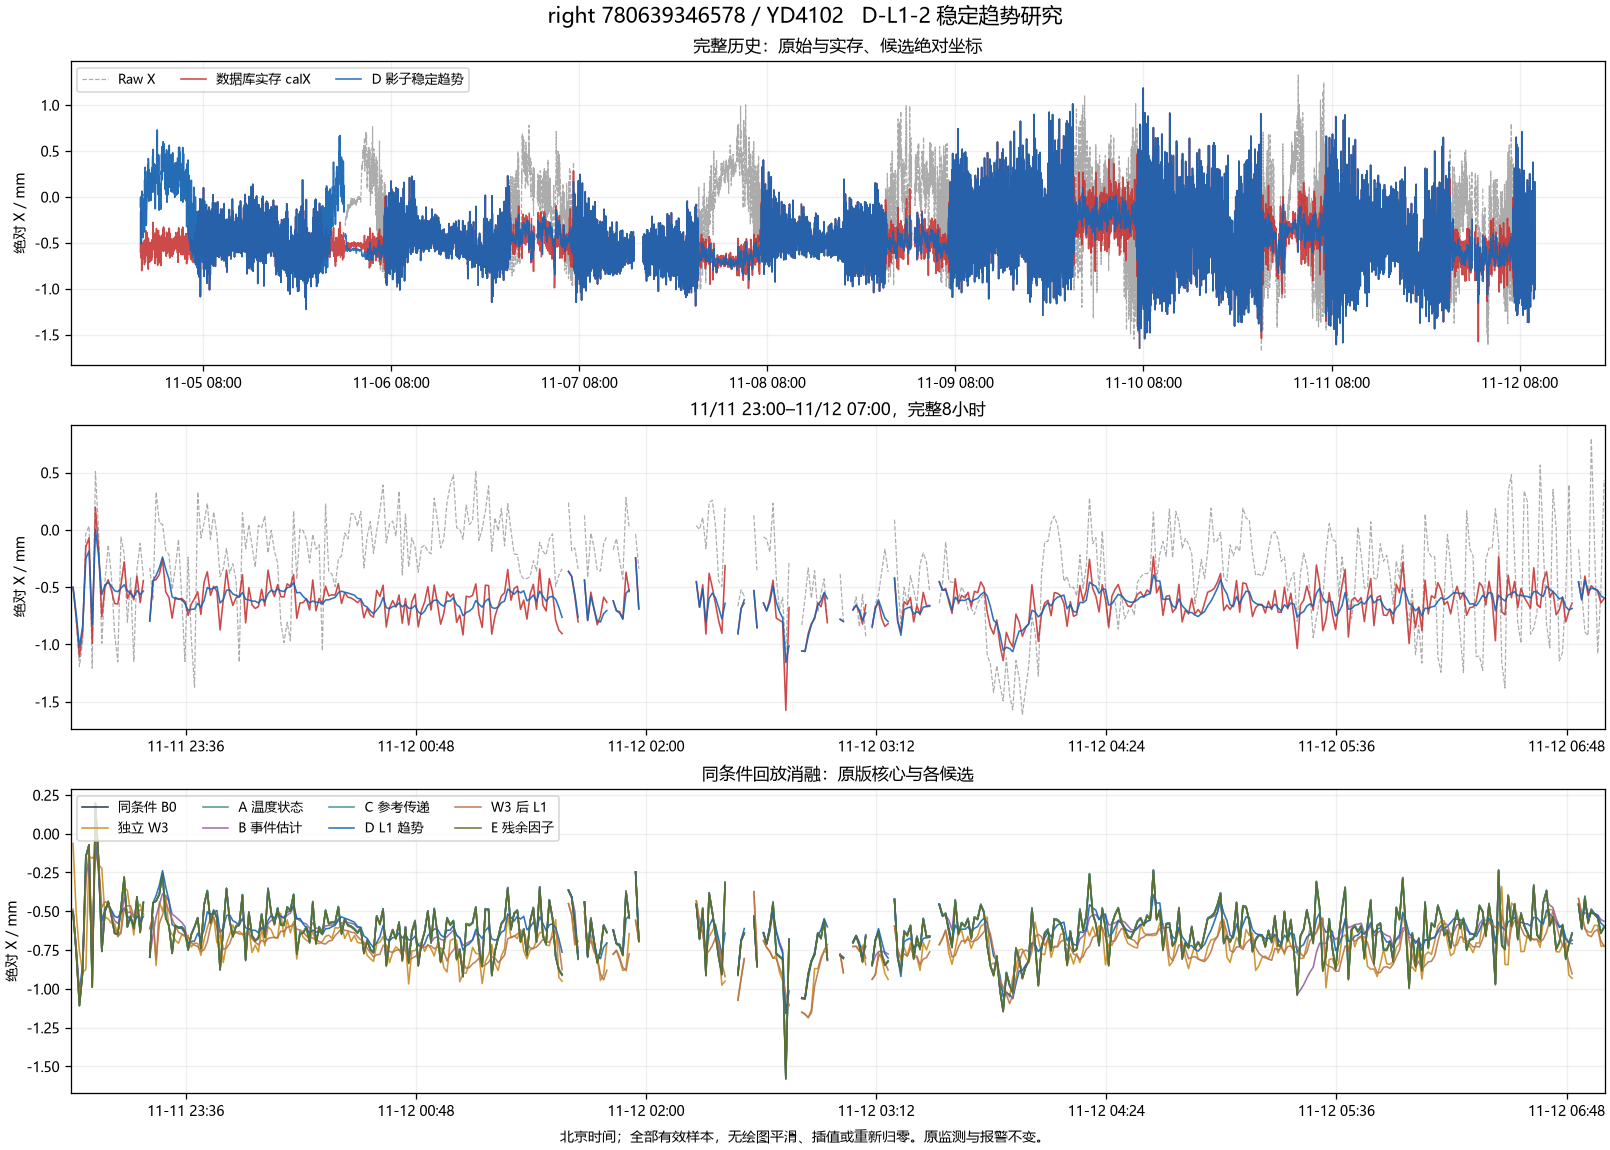 right 780639346578 / YD4102   D-L1-2 稳定趋势研究
完整历史：原始与实存、候选绝对坐标
Raw X   数据库实存 calX   D 影子稳定趋势
绝对 X / mm
1.0
0.5
0.0
-0.5
-1.0
-1.5
11-05 08:00   11-06 08:00   11-07 08:00   11-08 08:00   11-09 08:00   11-10 08:00   11-11 08:00   11-12 08:00
11/11 23:00–11/12 07:00，完整8小时
绝对 X / mm
0.5
0.0
-0.5
-1.0
-1.5
11-11 23:36   11-12 00:48   11-12 02:00   11-12 03:12   11-12 04:24   11-12 05:36   11-12 06:48
同条件回放消融：原版核心与各候选
同条件 B0   A 温度状态   C 参考传递   W3 后 L1
独立 W3   B 事件估计   D L1 趋势   E 残余因子
绝对 X / mm
0.25
0.00
-0.25
-0.50
-0.75
-1.00
-1.25
-1.50
11-11 23:36   11-12 00:48   11-12 02:00   11-12 03:12   11-12 04:24   11-12 05:36   11-12 06:48
北京时间；全部有效样本，无绘图平滑、插值或重新归零。原监测与报警不变。